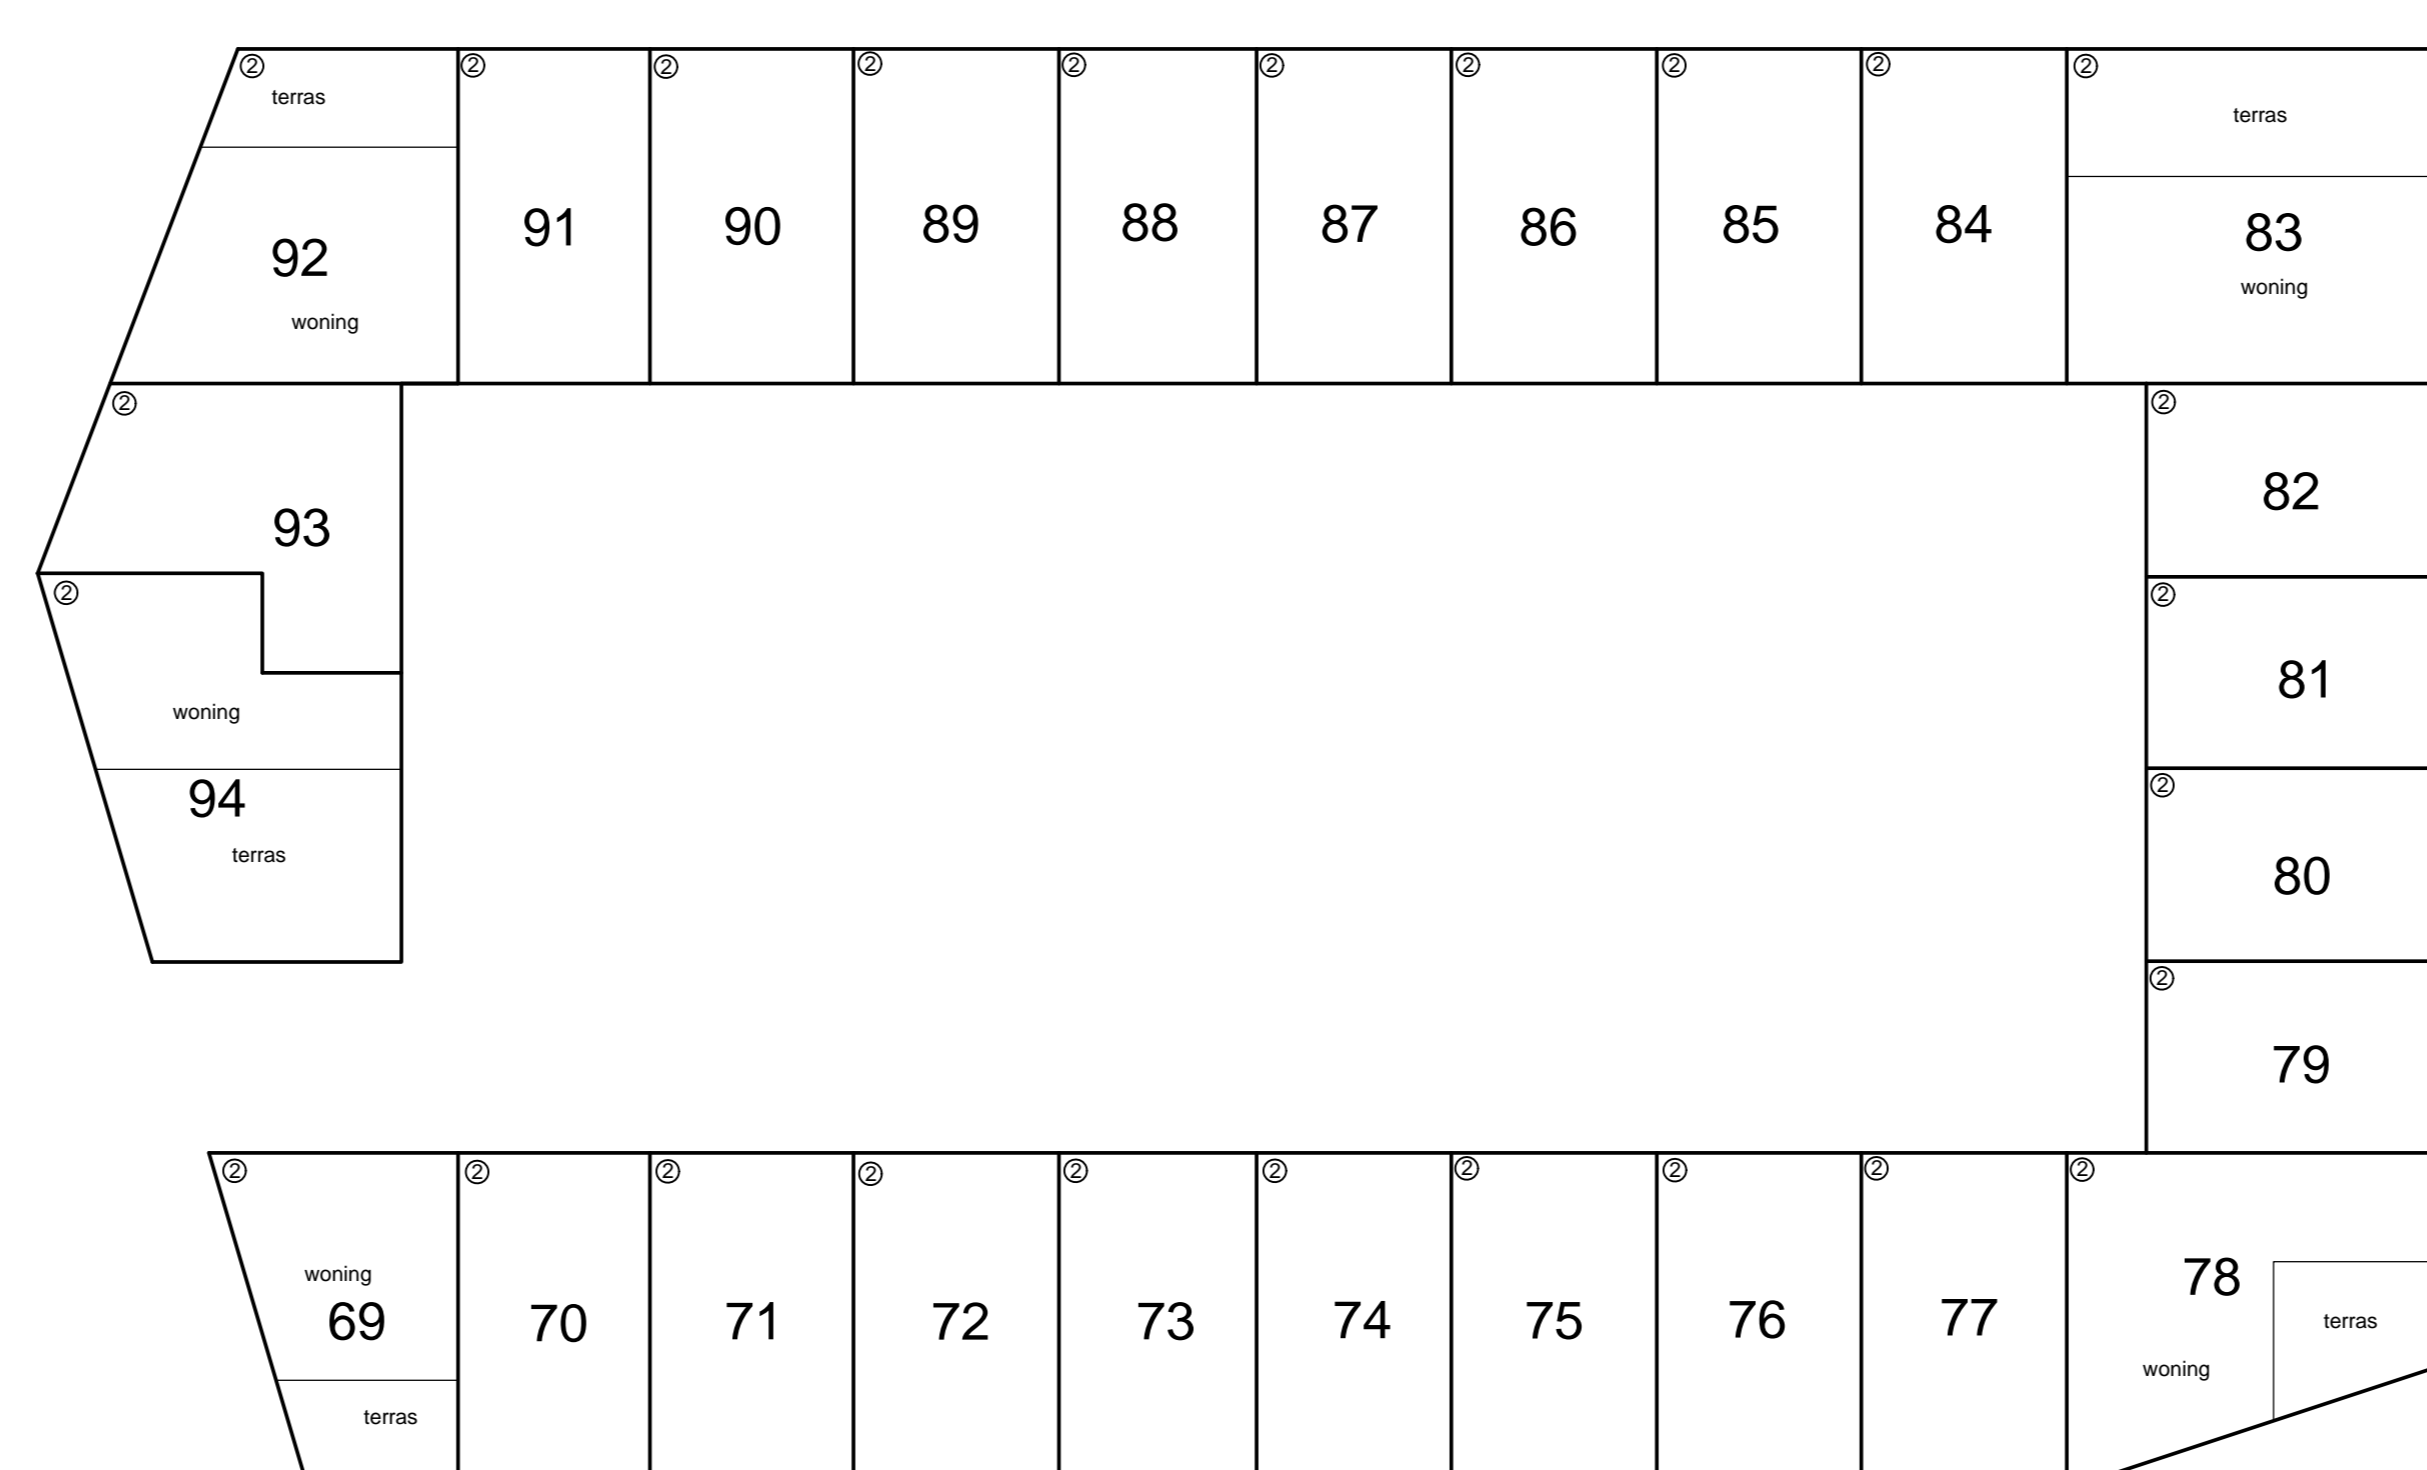 ② ② ② ② ② ② ② ② ② ②
terras
terras
91 90 89 88 87 86 85 84 83
92
woning
woning
② ②
82
93
② ②
81
woning
②
94
80
terras
②
79
② ② ② ② ② ② ② ② ② ②
woning
78
69 70 71 72 73 74 75 76 77
terras
woning
terras